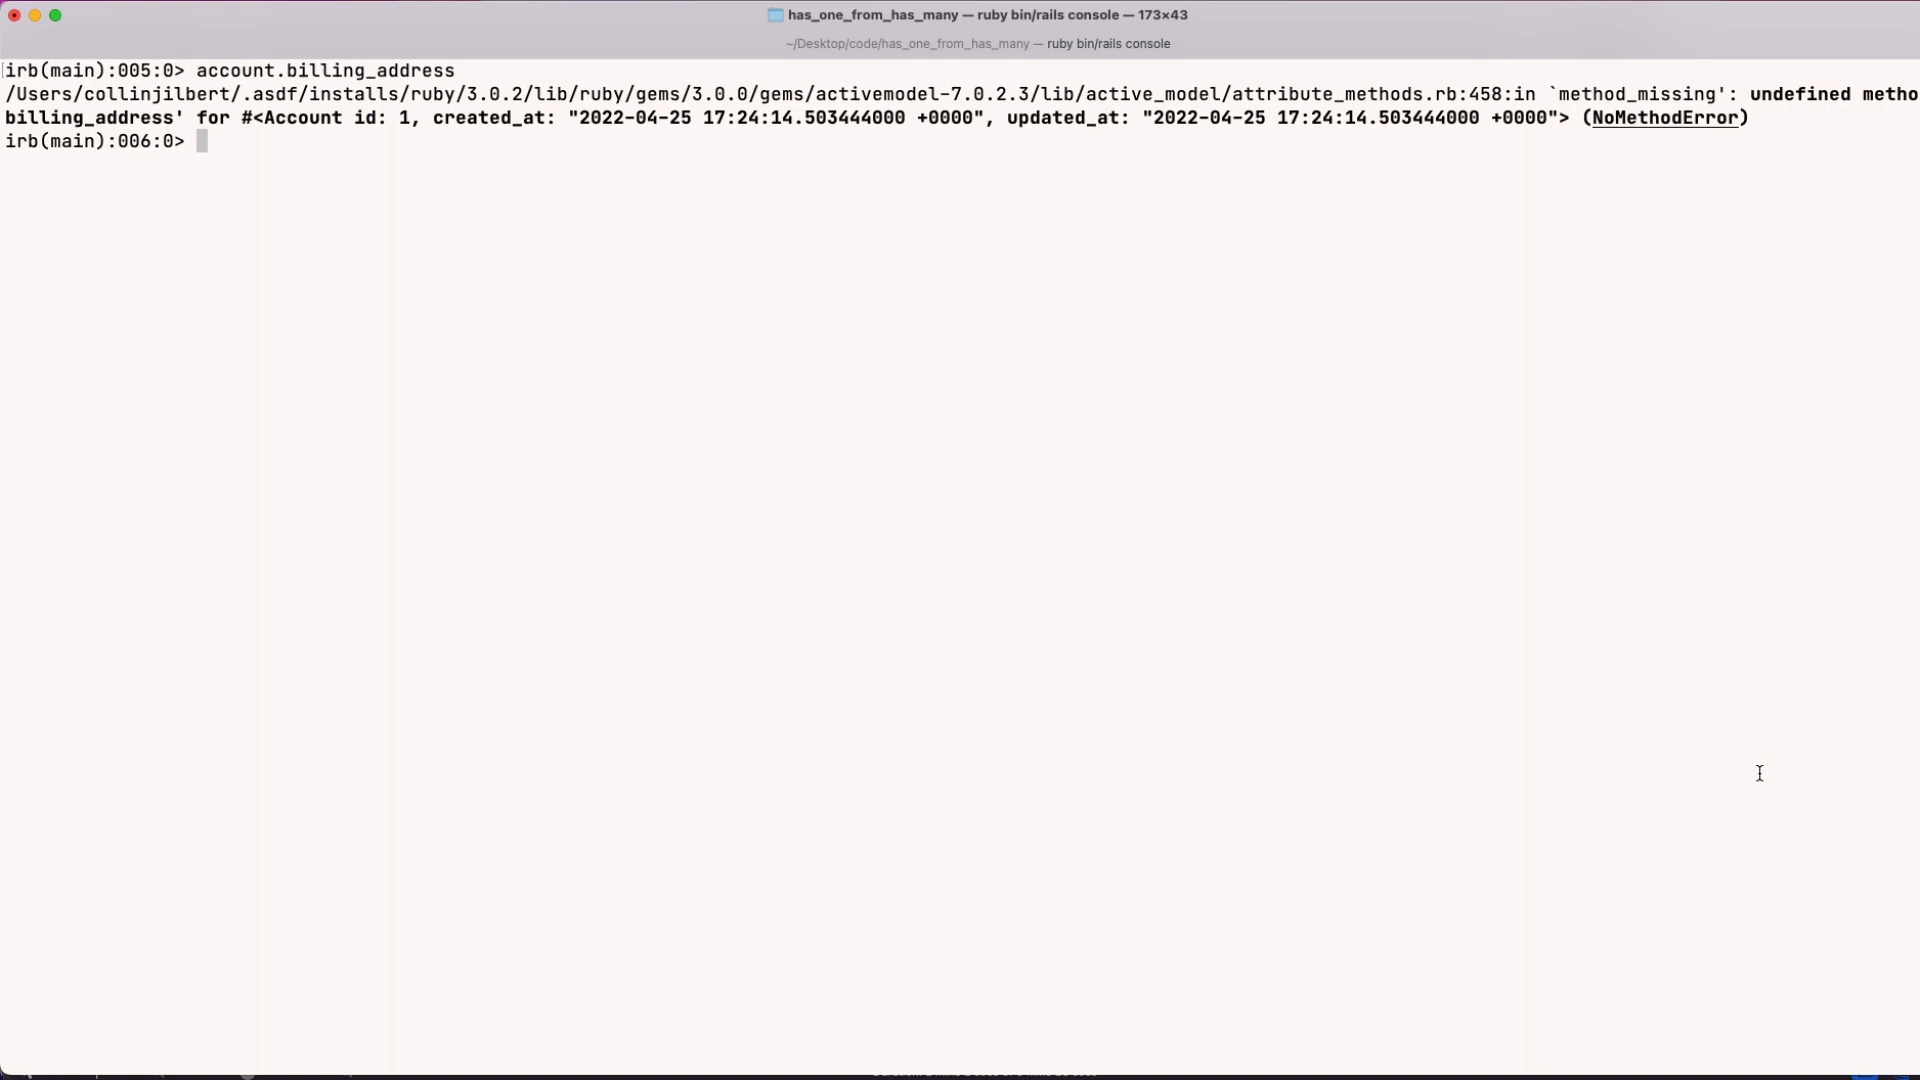 has_one_from_has_many — ruby bin/rails console — 173×43
~/Desktop/code/has_one_from_has_many — ruby bin/rails console
irb(main):005:0> account.billing_address
/Users/collinjilbert/.asdf/installs/ruby/3.0.2/lib/ruby/gems/3.0.0/gems/activemodel-7.0.2.3/lib/active_model/attribute_methods.rb:458:in `method_missing': undefined metho
billing_address' for #<Account id: 1, created_at: "2022-04-25 17:24:14.503444000 +0000", updated_at: "2022-04-25 17:24:14.503444000 +0000"> (NoMethodError)
irb(main):006:0>